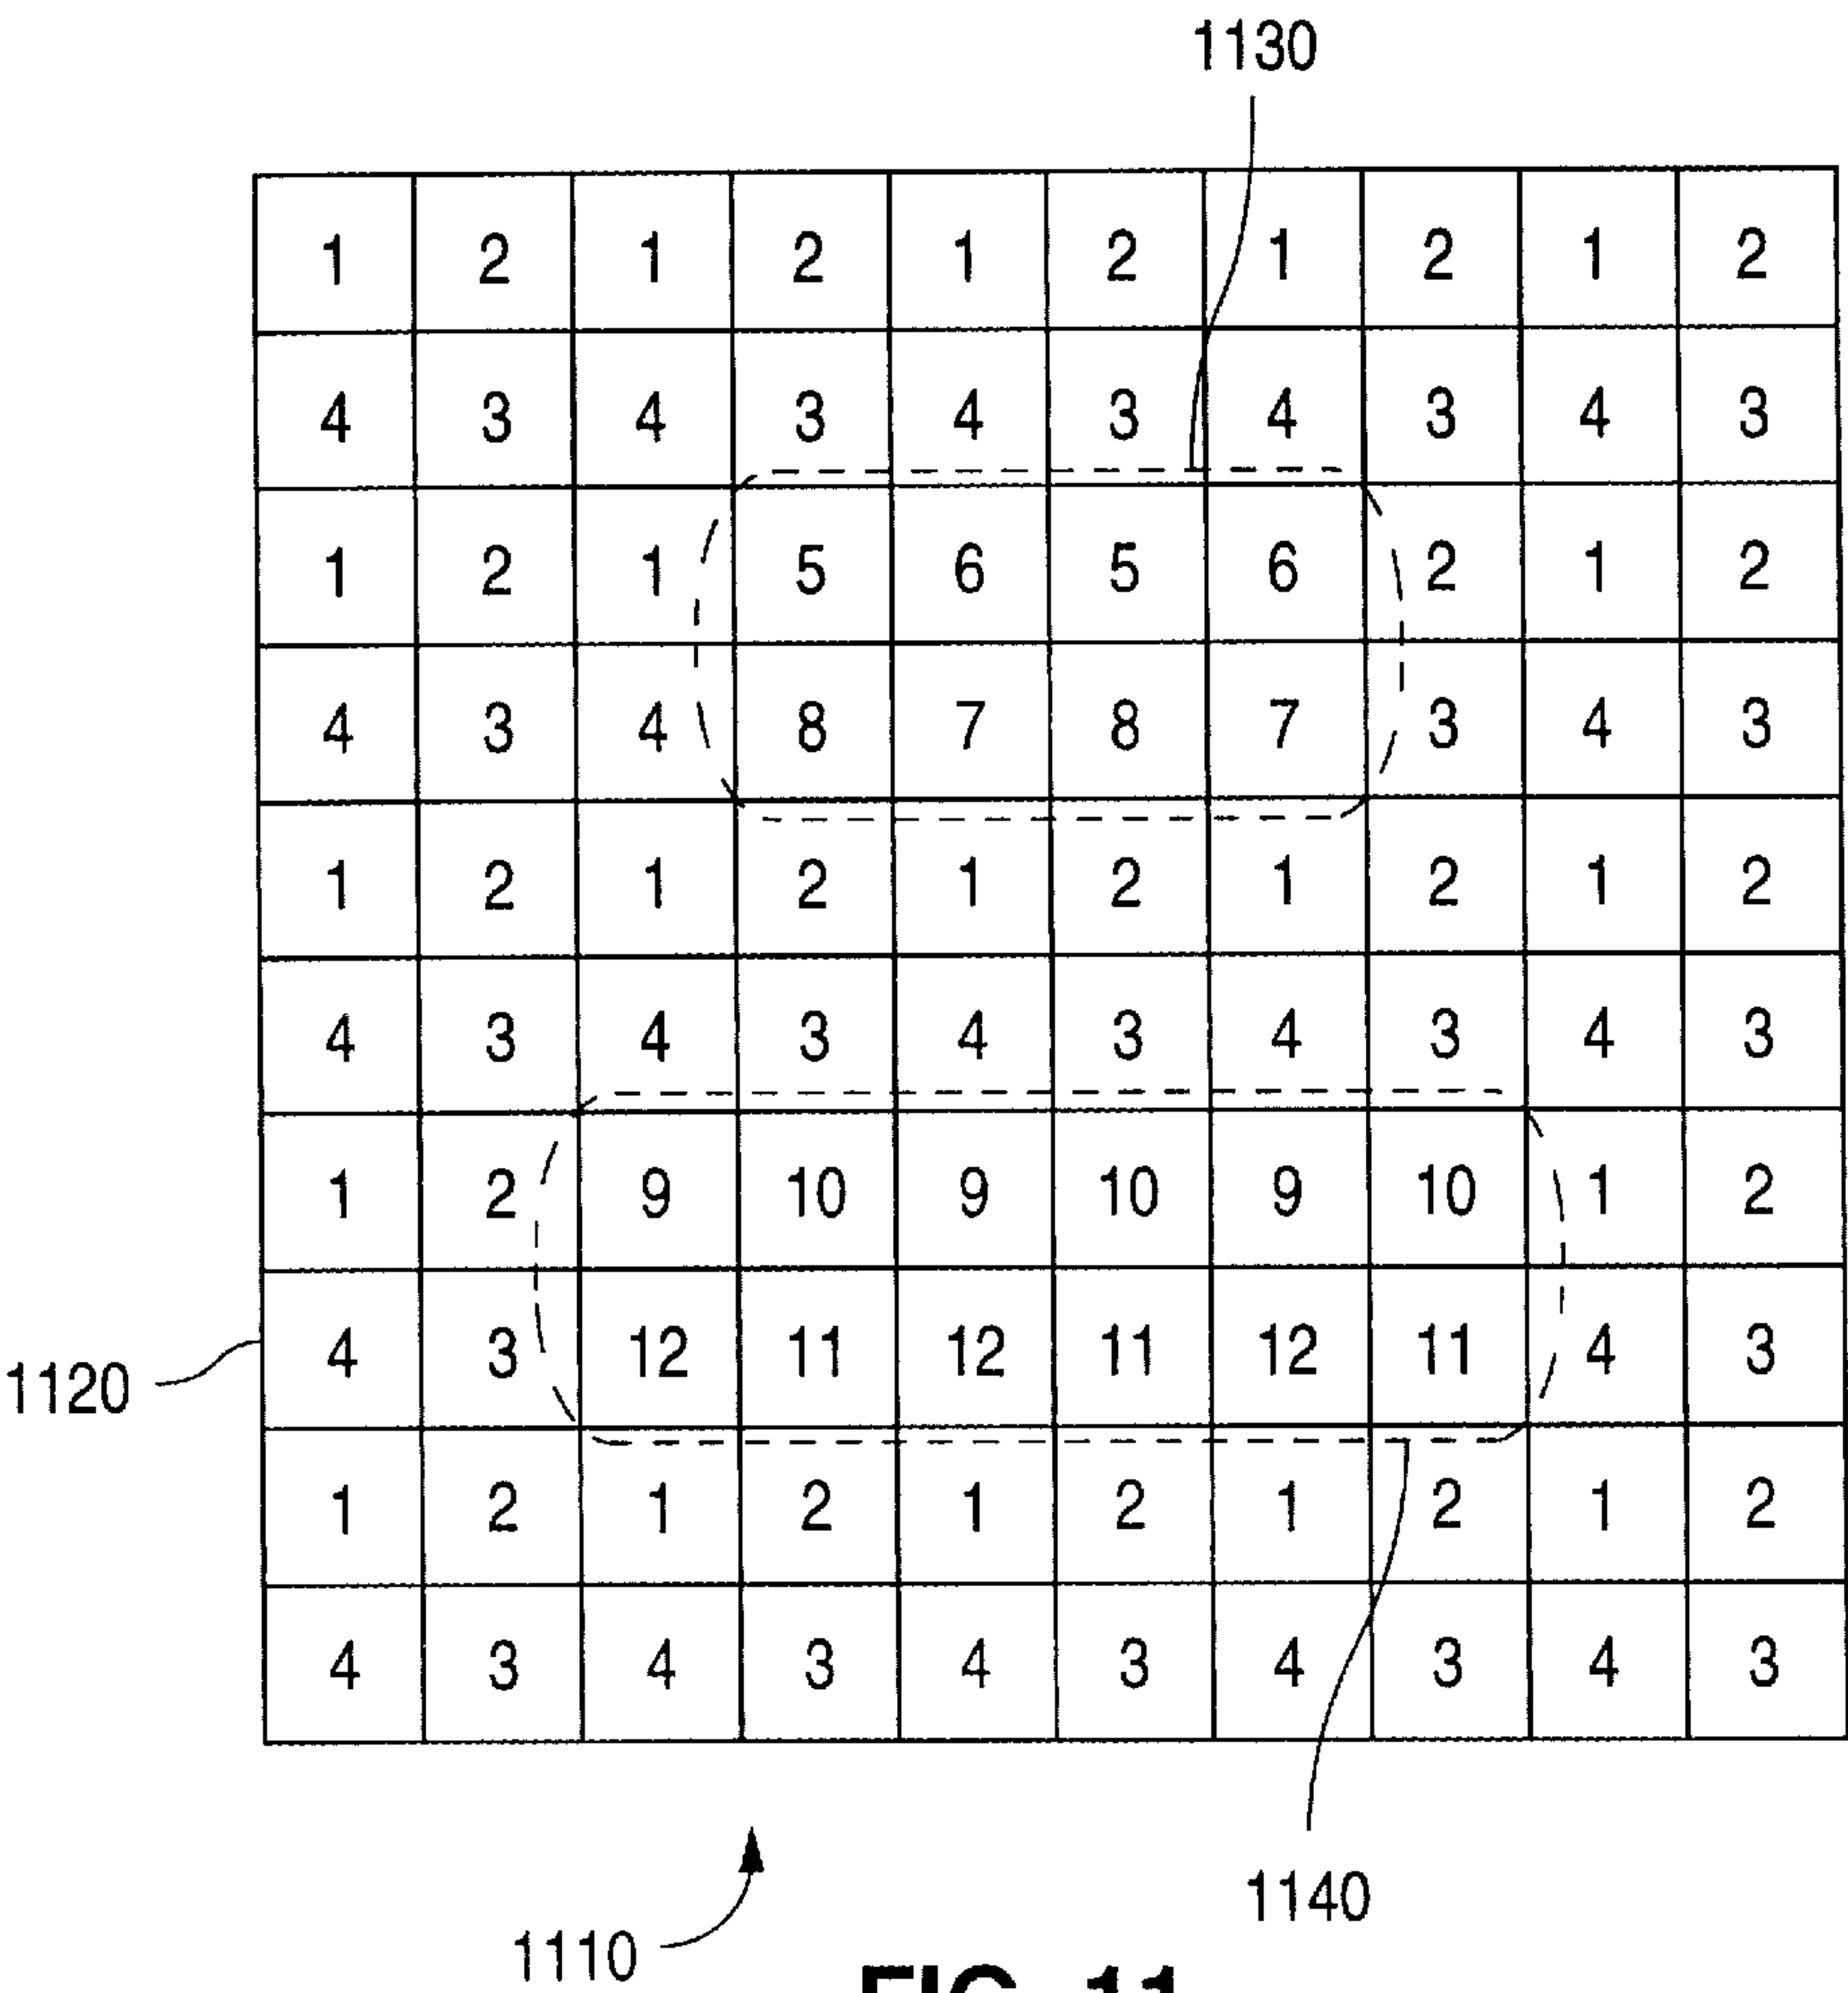 1130
1 2 1 2 1 2 1 2 1 2
4 3 4 3 4 3 4 3 4 3
1 2 1 5 6 5 6 2 1 2
4 3 4 8 7 8 7 3 4 3
1 2 1 2 1 2 1 2 1 2
4 3 4 3 4 3 4 3 4 3
1 2 9 10 9 10 9 10 1 2
4 3 12 11 12 11 12 11 4 3
1120
1 2 1 2 1 2 1 2 1 2
4 3 4 3 4 3 4 3 4 3
1140
1110
FIG. 11